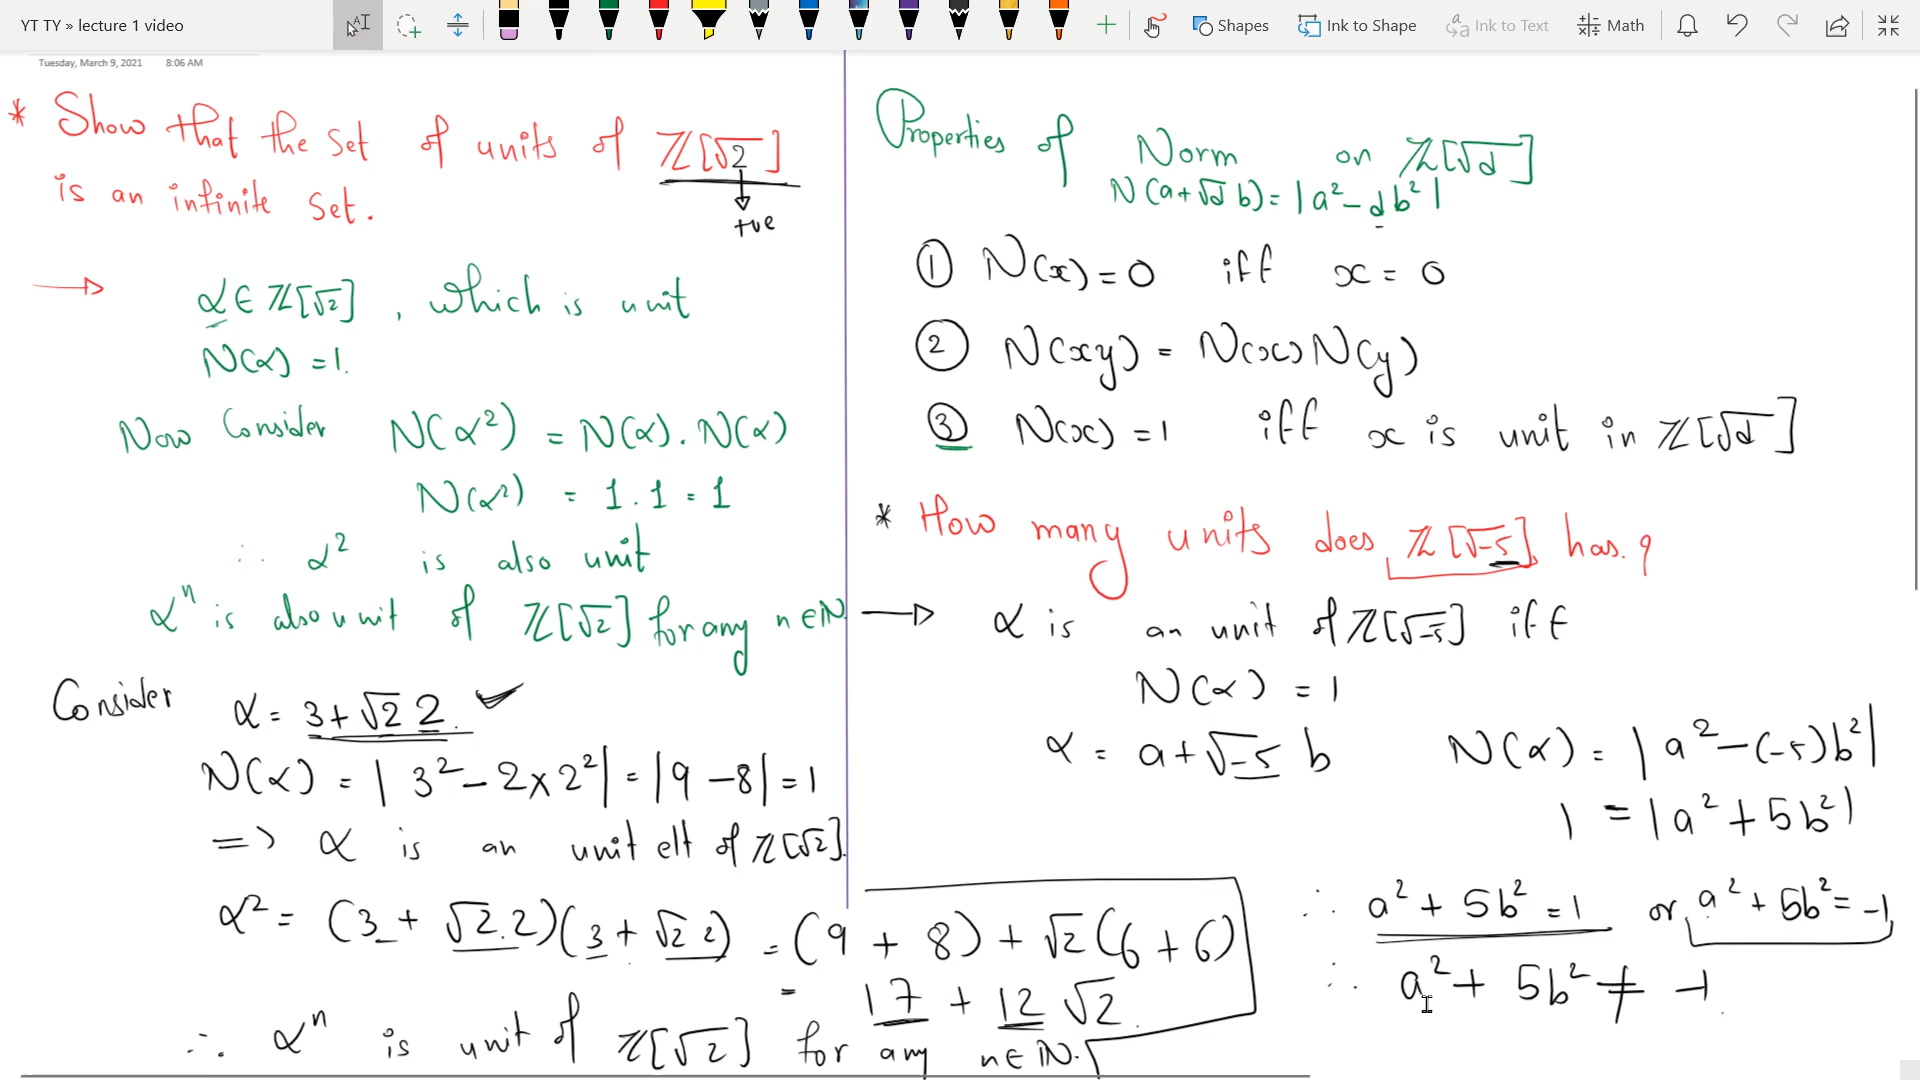 YT TY » lecture 1 video
Shapes
Ink to Shape
Ink to Text
Math
Tuesday, March 9, 2021 8:06 AM
* Show that the set of units of ℤ[√2]
is an infinite set.
+ve
→ α ∈ ℤ[√2], which is unit
N(α) = 1.
Now Consider N(α²) = N(α).N(α)
N(α²) = 1.1 = 1
∴ α² is also unit
αⁿ is also unit of ℤ[√2] for any n∈ℕ.
Consider α = 3+√2 2. ✓
N(α) = |3²-2×2²| = |9-8| = 1
=> α is an unit elt of ℤ[√2].
α² = (3+√2.2)(3+√2 2) = (9+8)+√2(6+6)
= 17+12√2.
∴ αⁿ is unit of ℤ[√2] for any n∈ℕ.
Properties of Norm on ℤ[√d]
N(a+√d b) = |a²-db²|
① N(x) = 0 iff x = 0
② N(xy) = N(x) N(y)
③ N(x) = 1 iff x is unit in ℤ[√d]
* How many units does ℤ[√-5] has?
→ α is an unit of ℤ[√-5] iff
N(α) = 1
α = a+√-5 b N(α) = |a²-(-5)b²|
1 = |a²+5b²|
∴ a²+5b²=1 or a²+5b²=-1
∴ a²+5b² ≠ -1